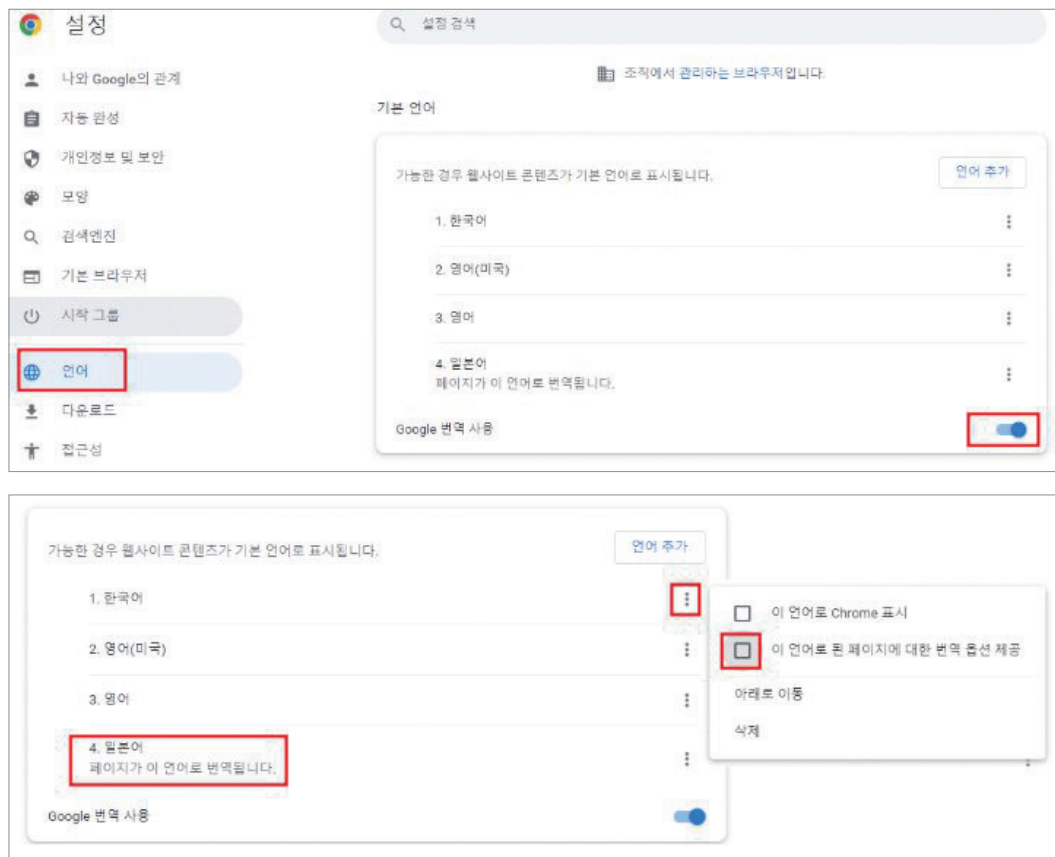 설정
설정 검색
나와 Google의 관계
자동 완성
개인정보 및 보안
모양
검색엔진
기본 브라우저
시작 그룹
언어
다운로드
접근성
조직에서 관리하는 브라우저입니다.
기본 언어
가능한 경우 웹사이트 콘텐츠가 기본 언어로 표시됩니다.
언어 추가
1. 한국어
2. 영어(미국)
3. 영어
4. 일본어
페이지가 이 언어로 번역됩니다.
Google 번역 사용
가능한 경우 웹사이트 콘텐츠가 기본 언어로 표시됩니다.
언어 추가
1. 한국어
2. 영어(미국)
3. 영어
4. 일본어
페이지가 이 언어로 번역됩니다.
Google 번역 사용
이 언어로 Chrome 표시
이 언어로 된 페이지에 대한 번역 옵션 제공
아래로 이동
삭제